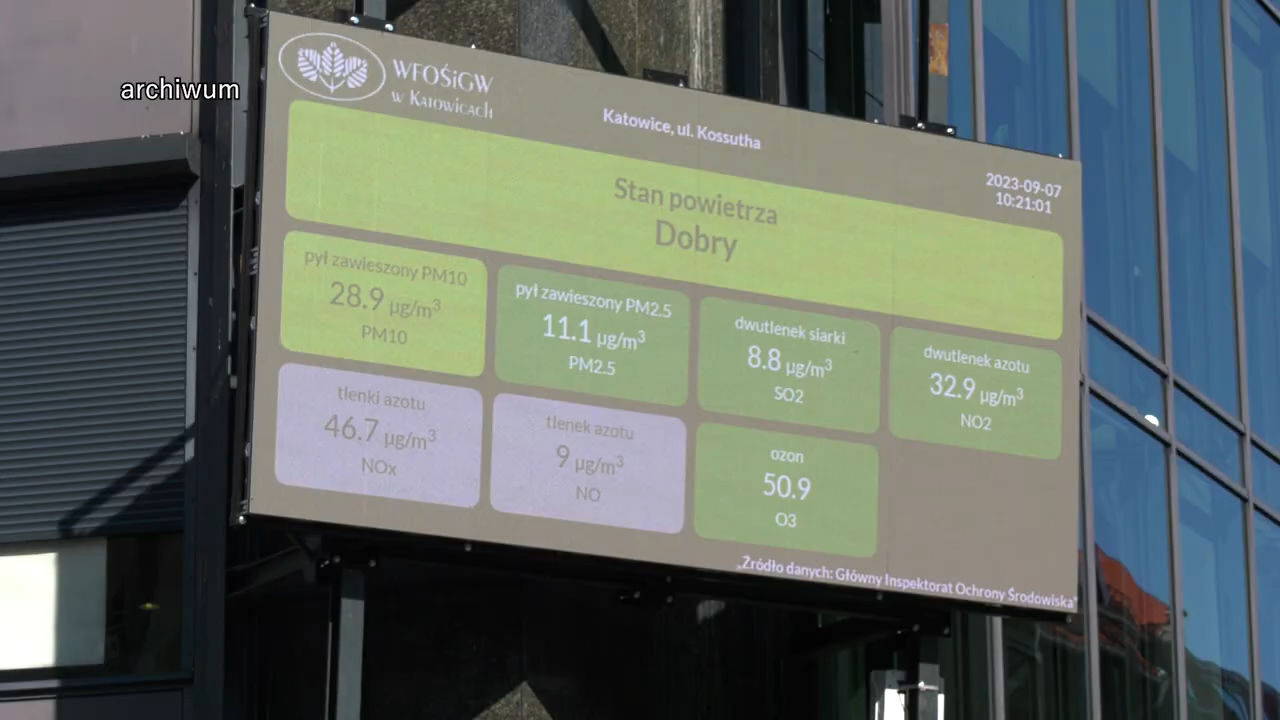 archiwum
WFOŚiGW
w Katowicach
Katowice, ul. Kossutha
2023-09-07
10:21:01
Stan powietrza
Dobry
pył zawieszony PM10
28.9 µg/m³
PM10
pył zawieszony PM2.5
11.1 µg/m³
PM2.5
dwutlenek siarki
8.8 µg/m³
SO2
dwutlenek azotu
32.9 µg/m³
NO2
tlenki azotu
46.7 µg/m³
NOx
tlenek azotu
9 µg/m³
NO
ozon
50.9
O3
„Źródło danych: Główny Inspektorat Ochrony Środowiska"